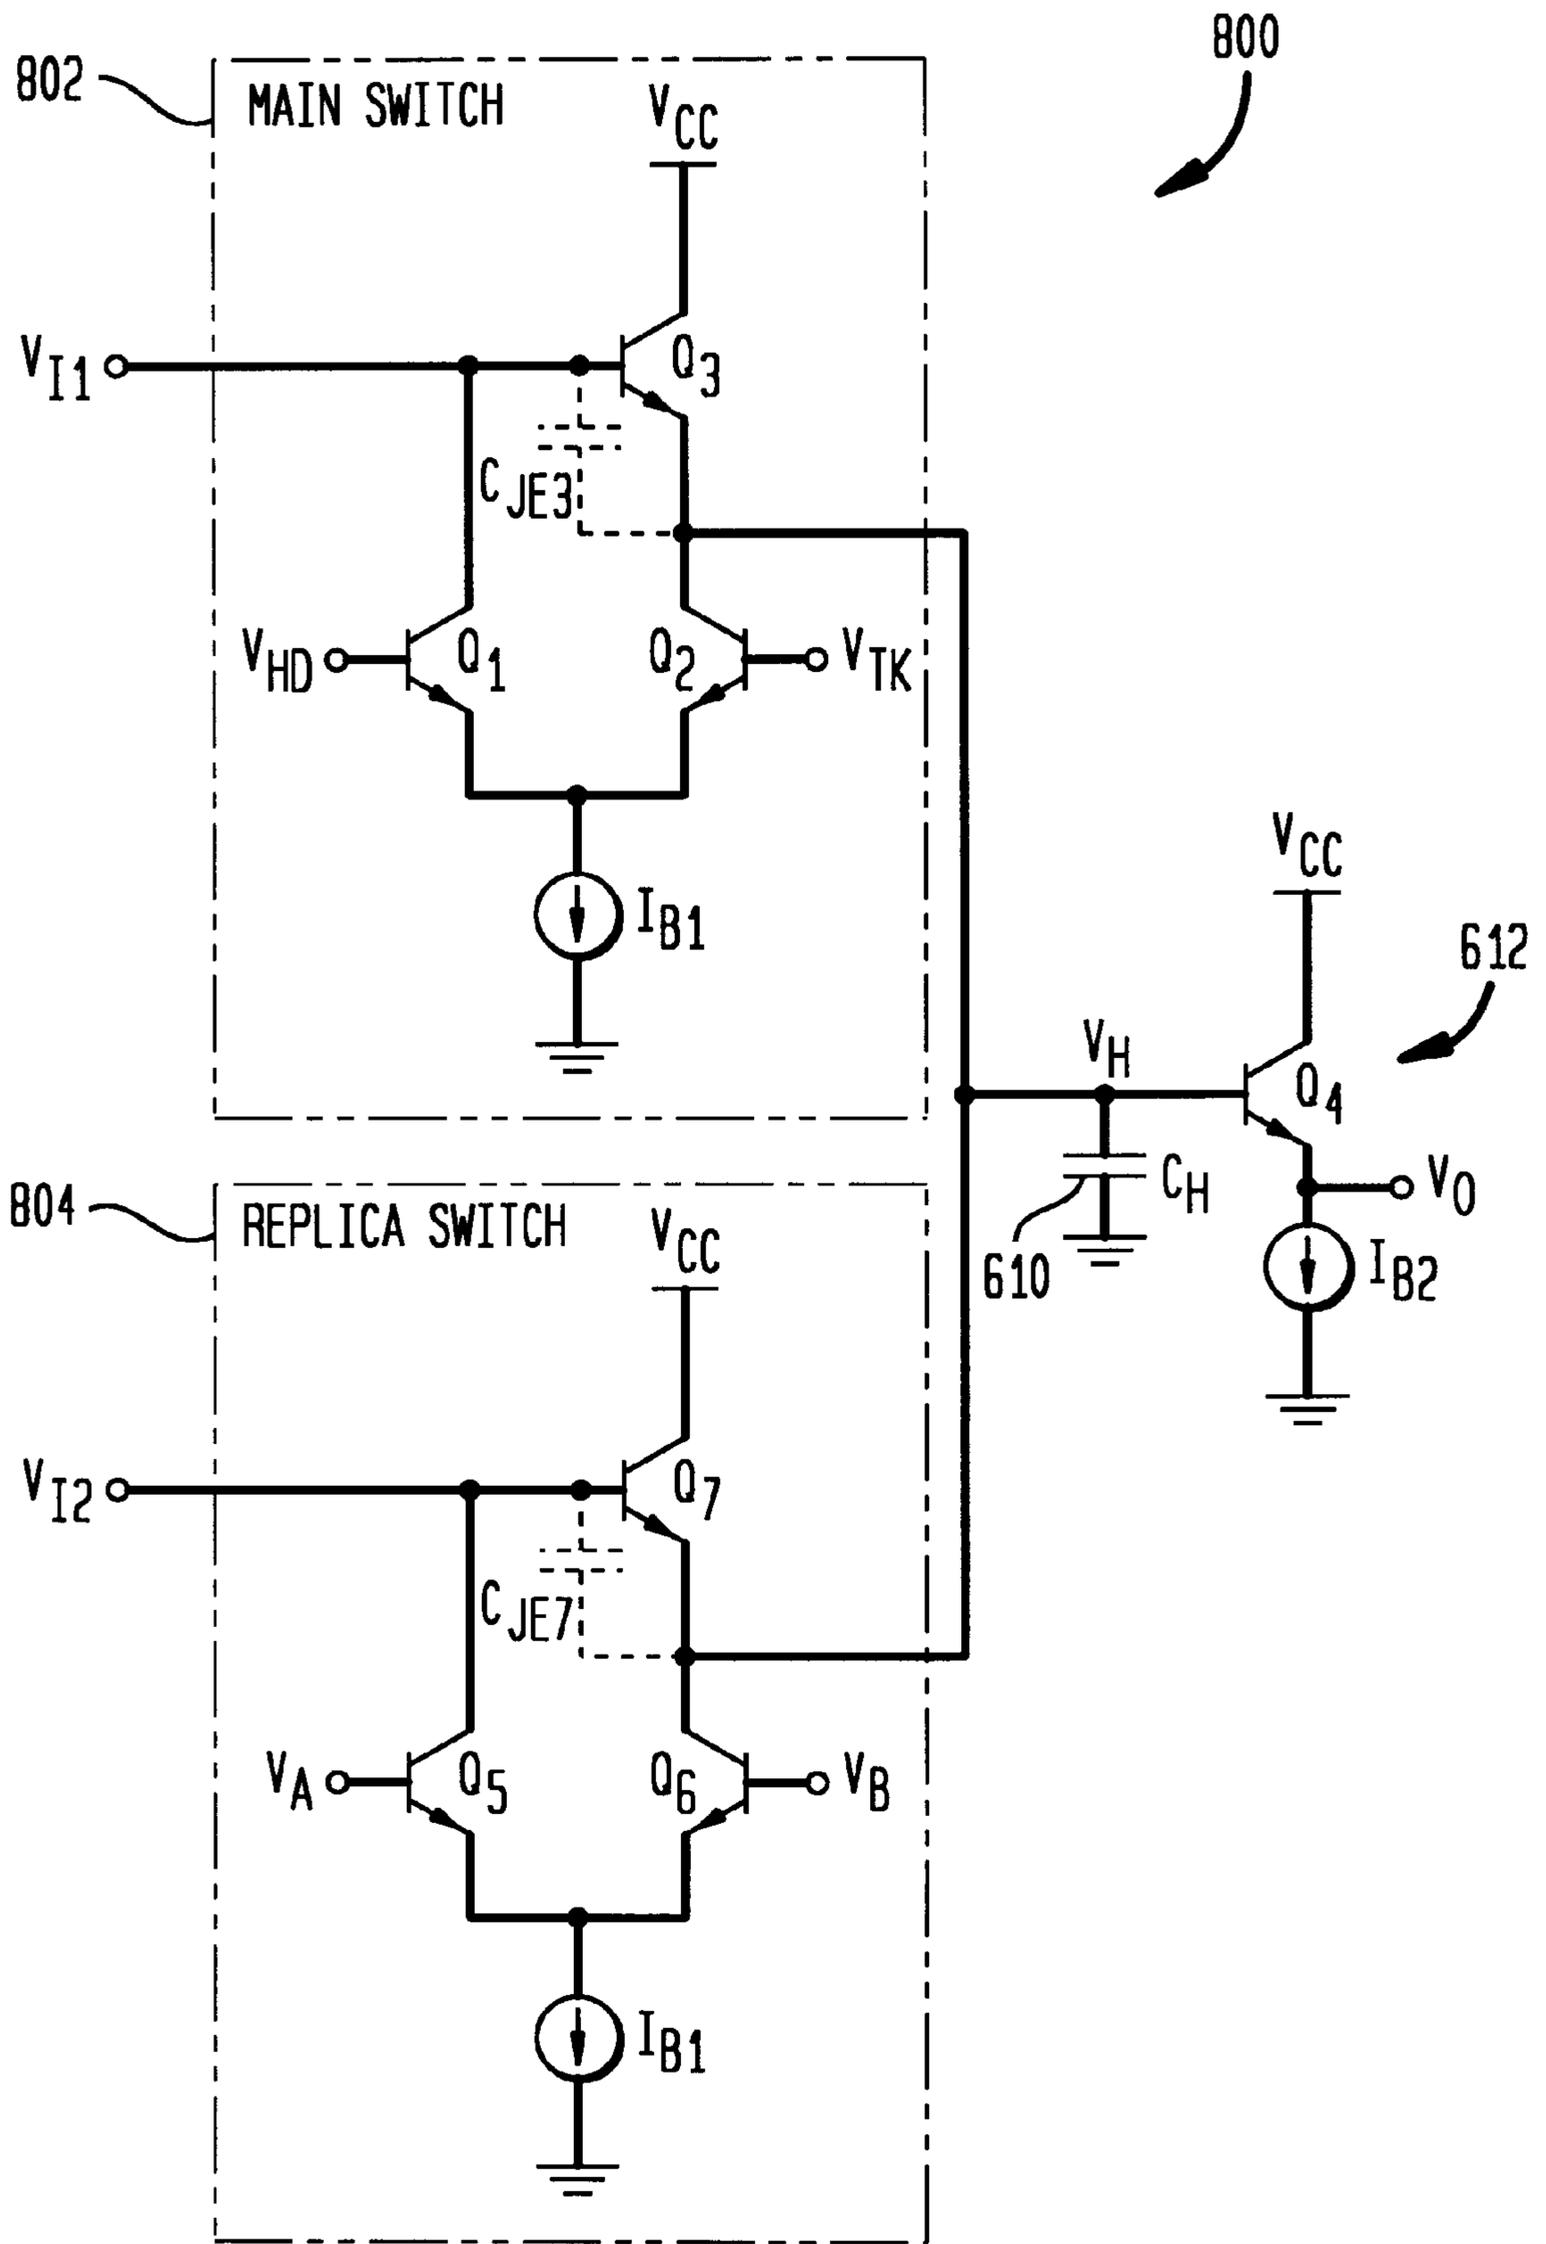 800
802
MAIN SWITCH
VCC
VI1
Q3
CJE3
VHD
Q1
Q2
VTK
IB1
VCC
612
VH
Q4
CH
VO
610
IB2
804
REPLICA SWITCH
VCC
VI2
Q7
CJE7
VA
Q5
Q6
VB
IB1